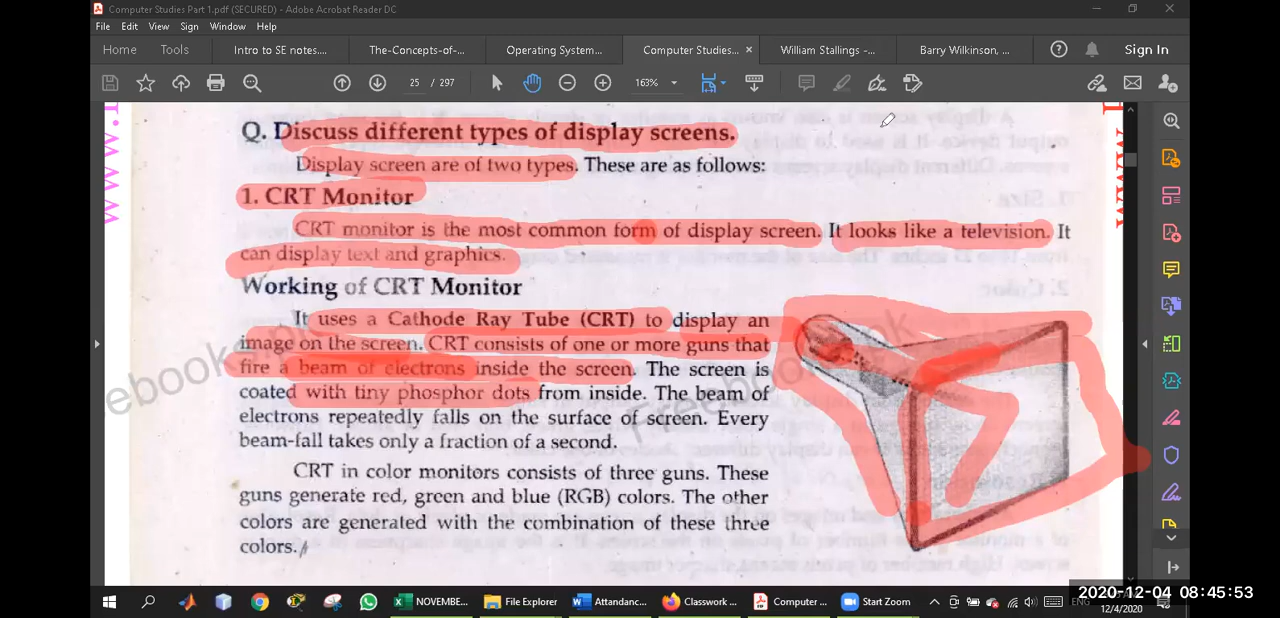 Computer Studies Part 1.pdf (SECURED) - Adobe Acrobat Reader DC
File Edit View Sign Window Help
Home Tools Intro to SE notes.... The-Concepts-of-... Operating System... Computer Studies... × William Stallings -... Barry Wilkinson, ... Sign In
25 / 297 163%
Q. Discuss different types of display screens.
Display screen are of two types. These are as follows:
1. CRT Monitor
CRT monitor is the most common form of display screen. It looks like a television. It
can display text and graphics.
Working of CRT Monitor
It uses a Cathode Ray Tube (CRT) to display an
image on the screen. CRT consists of one or more guns that
fire a beam of electrons inside the screen. The screen is
coated with tiny phosphor dots from inside. The beam of
electrons repeatedly falls on the surface of screen. Every
beam-fall takes only a fraction of a second.
CRT in color monitors consists of three guns. These
guns generate red, green and blue (RGB) colors. The other
colors are generated with the combination of these three
colors.
NOVEMBE... File Explorer Attandanc... Classwork ... Computer ... Start Zoom ENG
2020-12-04 08:45:53
12/4/2020